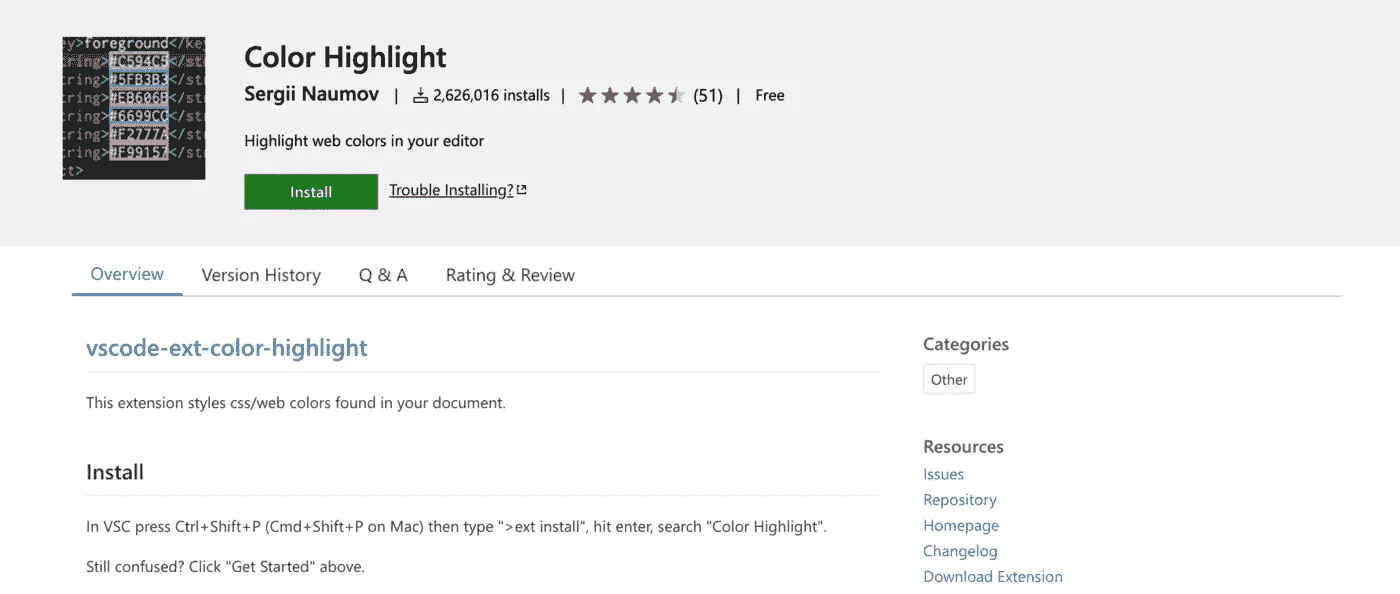 y>foreground</ke
ring>#C594C5</st
ring>#5FB3B3</st
ring>#EB606B</st
ring>#6699CC</st
ring>#F2777A</st
ring>#F99157</st
ct>
Color Highlight
Sergii Naumov | 2,626,016 installs | (51) | Free
Highlight web colors in your editor
Install Trouble Installing?
Overview Version History Q & A Rating & Review
vscode-ext-color-highlight
This extension styles css/web colors found in your document.
Install
In VSC press Ctrl+Shift+P (Cmd+Shift+P on Mac) then type ">ext install", hit enter, search "Color Highlight".
Still confused? Click "Get Started" above.
Categories
Other
Resources
Issues
Repository
Homepage
Changelog
Download Extension